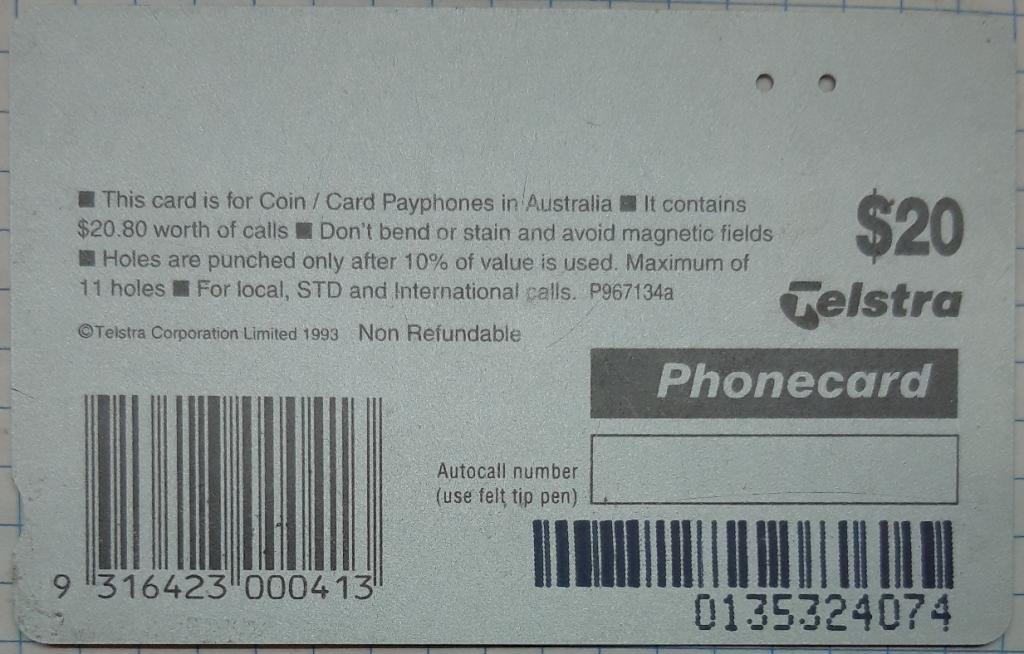 ■ This card is for Coin / Card Payphones in Australia ■ It contains
$20.80 worth of calls ■ Don't bend or stain and avoid magnetic fields
■ Holes are punched only after 10% of value is used. Maximum of
11 holes ■ For local, STD and International calls. P967134a
©Telstra Corporation Limited 1993 Non Refundable
$20
Telstra
Phonecard
Autocall number
(use felt tip pen)
9 316423 000413
0135324074